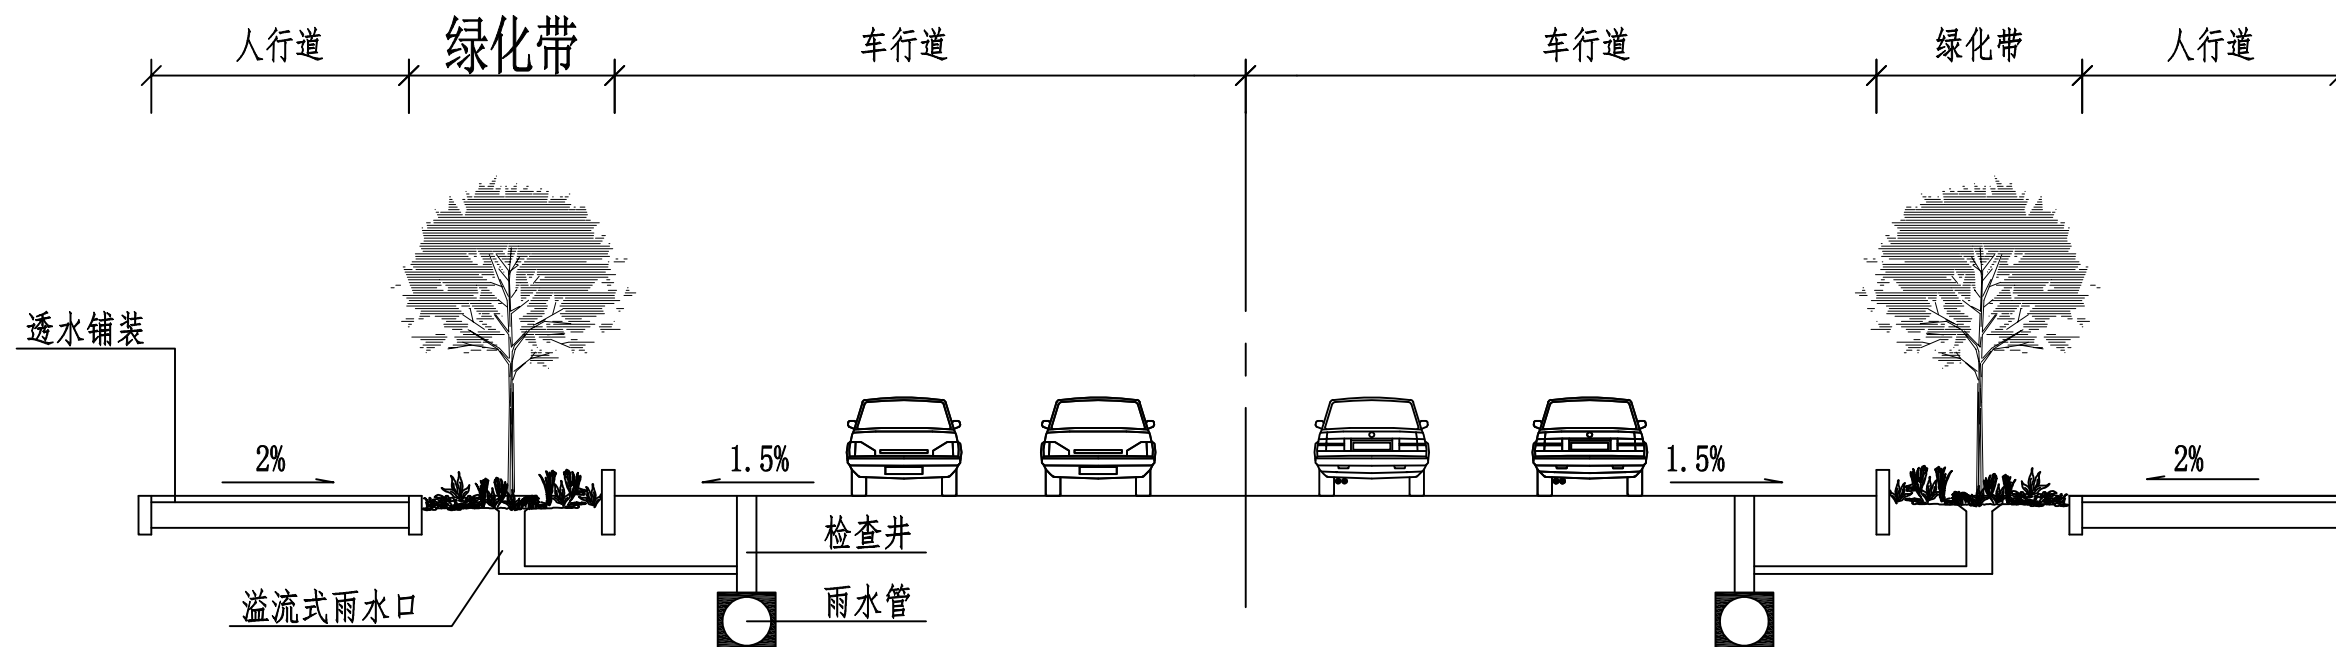 人行道
绿化带
车行道
车行道
绿化带
人行道
透水铺装
2%
1.5%
1.5%
2%
检查井
溢流式雨水口
雨水管